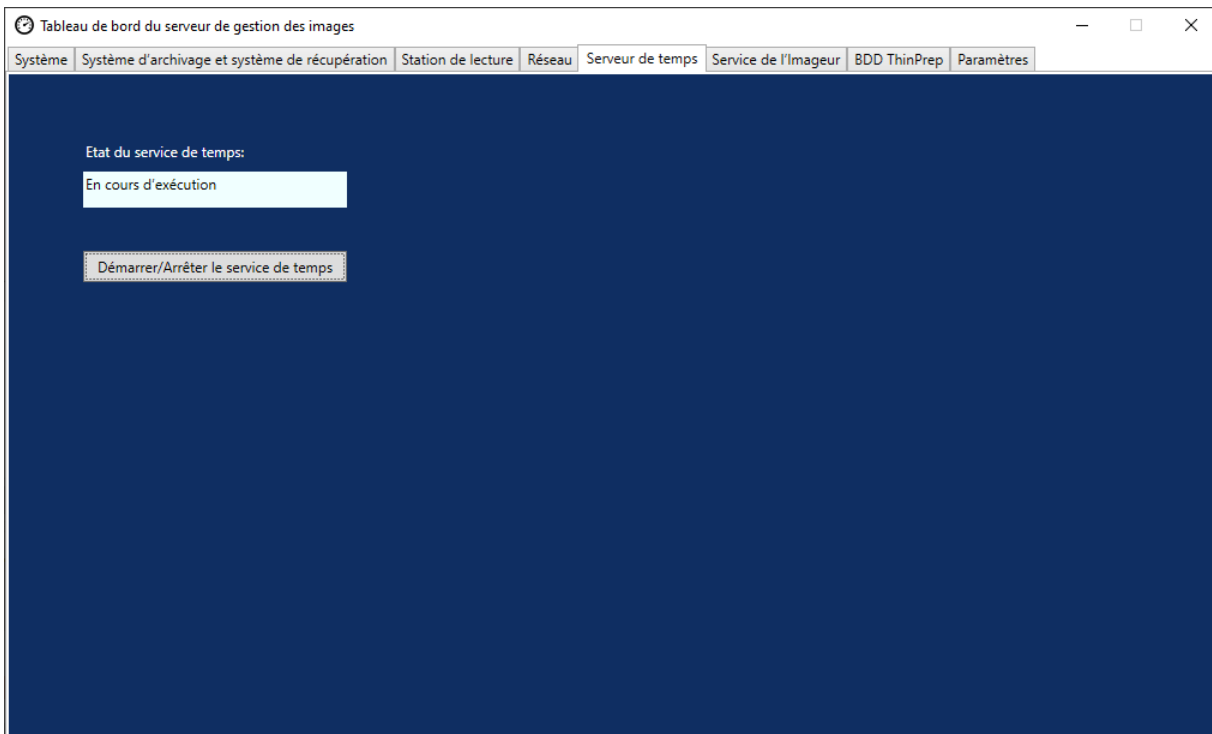 Tableau de bord du serveur de gestion des images
Système Système d'archivage et système de récupération Station de lecture Réseau Serveur de temps Service de l'Imageur BDD ThinPrep Paramètres
Etat du service de temps:
En cours d'exécution
Démarrer/Arrêter le service de temps